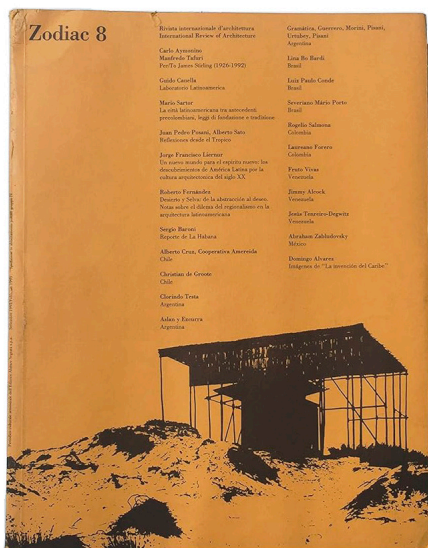 Zodiac 8
Rivista internazionale d'architettura
International Review of Architecture
Carlo Aymonino
Manfredo Tafuri
Per/To James Stirling (1926-1992)
Guido Canella
Laboratorio Latinoamerica
Mario Sartor
La città latinoamericana tra antecedenti
precolombiani, leggi di fondazione e tradizione
Juan Pedro Posani, Alberto Sato
Reflexiones desde el Tropico
Jorge Francisco Liernur
Un nuevo mundo para el espíritu nuevo: los
descubrimientos de América Latina por la
cultura arquitectonica del siglo XX
Roberto Fernández
Desierto y Selva: de la abstracción al deseo.
Notas sobre el dilema del regionalismo en la
arquitectura latinoamericana
Sergio Baroni
Reporte de La Habana
Alberto Cruz, Cooperativa Amereida
Chile
Christian de Groote
Chile
Clorindo Testa
Argentina
Aslan y Ezcurra
Argentina
Gramática, Guerrero, Morini, Pisani,
Urtubey, Pisani
Argentina
Lina Bo Bardi
Brasil
Luiz Paulo Conde
Brasil
Severiano Mário Porto
Brasil
Rogelio Salmona
Colombia
Laureano Forero
Colombia
Fruto Vivas
Venezuela
Jimmy Alcock
Venezuela
Jesús Tenreiro-Degwitz
Venezuela
Abraham Zabludovsky
México
Domingo Alvarez
Imágenes de "La invención del Caribe"